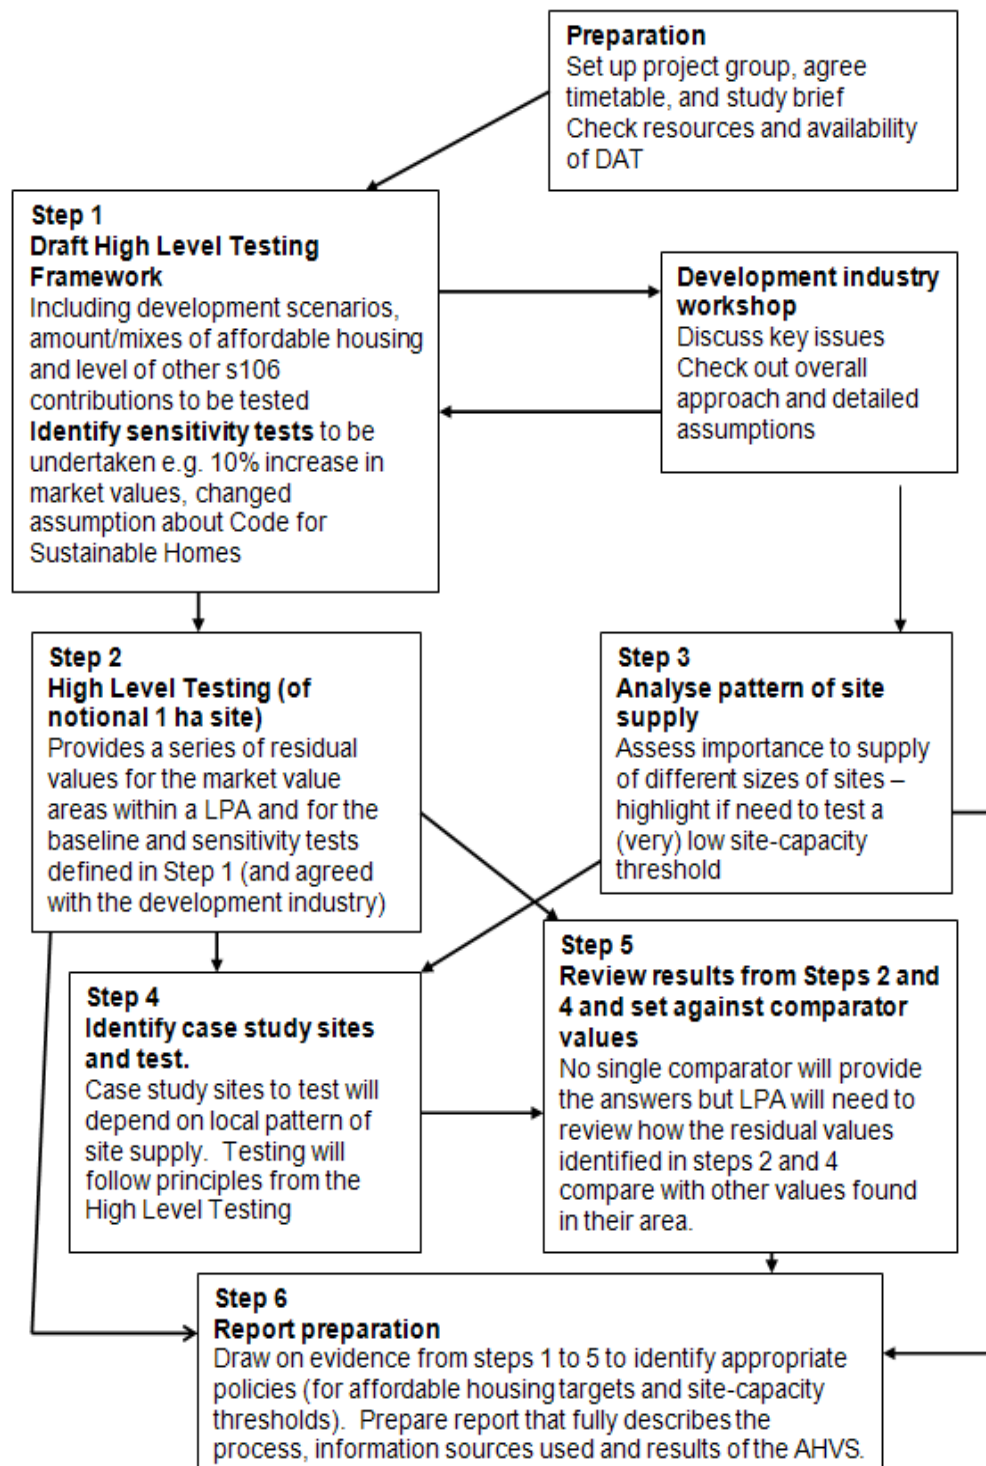 Preparation
Set up project group, agree
timetable, and study brief
Check resources and availability
of DAT
Step 1
Draft High Level Testing
Framework
Including development scenarios,
amount/mixes of affordable housing
and level of other s106
contributions to be tested
Identify sensitivity tests to be
undertaken e.g. 10% increase in
market values, changed
assumption about Code for
Sustainable Homes
Development industry
workshop
Discuss key issues
Check out overall
approach and detailed
assumptions
Step 2
High Level Testing (of
notional 1 ha site)
Provides a series of residual
values for the market value
areas within a LPA and for the
baseline and sensitivity tests
defined in Step 1 (and agreed
with the development industry)
Step 3
Analyse pattern of site
supply
Assess importance to supply
of different sizes of sites –
highlight if need to test a
(very) low site-capacity
threshold
Step 4
Identify case study sites
and test.
Case study sites to test will
depend on local pattern of
site supply.  Testing will
follow principles from the
High Level Testing
Step 5
Review results from Steps 2 and
4 and set against comparator
values
No single comparator will provide
the answers but LPA will need to
review how the residual values
identified in steps 2 and 4
compare with other values found
in their area.
Step 6
Report preparation
Draw on evidence from steps 1 to 5 to identify appropriate
policies (for affordable housing targets and site-capacity
thresholds).  Prepare report that fully describes the
process, information sources used and results of the AHVS.